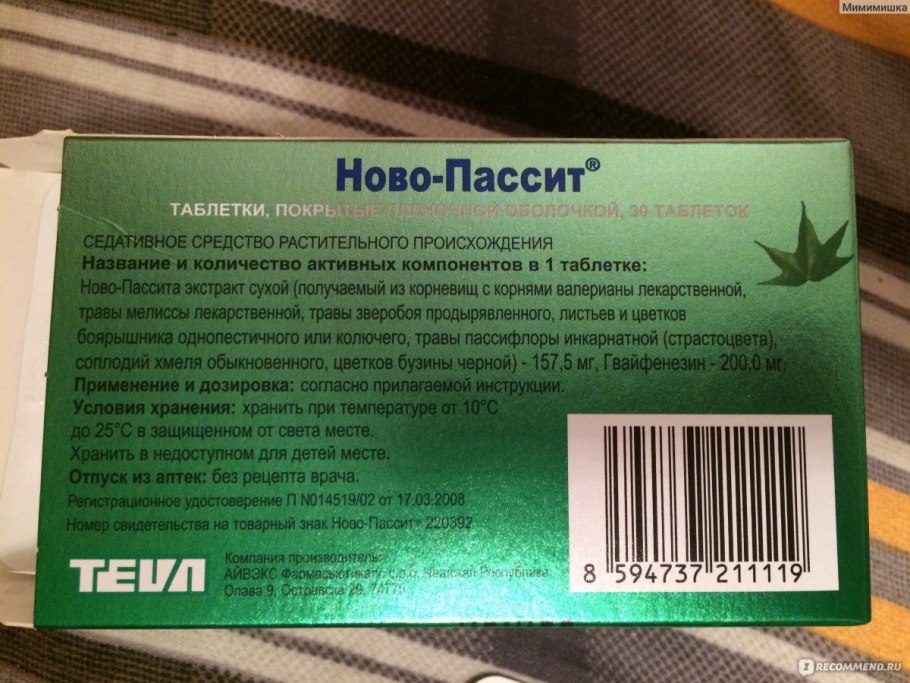 Мимимишка
Ново-Пассит®
ТАБЛЕТКИ, ПОКРЫТЫЕ ПЛЕНОЧНОЙ ОБОЛОЧКОЙ, 30 ТАБЛЕТОК
СЕДАТИВНОЕ СРЕДСТВО РАСТИТЕЛЬНОГО ПРОИСХОЖДЕНИЯ
Название и количество активных компонентов в 1 таблетке:
Ново-Пассита экстракт сухой (получаемый из корневищ с корнями валерианы лекарственной,
травы мелиссы лекарственной, травы зверобоя продырявленного, листьев и цветков
боярышника однопестичного или колючего, травы пассифлоры инкарнатной (страстоцвета),
соплодий хмеля обыкновенного, цветков бузины черной) - 157,5 мг, Гвайфенезин - 200,0 мг.
Применение и дозировка: согласно прилагаемой инструкции.
Условия хранения: хранить при температуре от 10°C
до 25°C в защищенном от света месте.
Хранить в недоступном для детей месте.
Отпуск из аптек: без рецепта врача.
Регистрационное удостоверение П N014519/02 от 17.03.2008
Номер свидетельства на товарный знак Ново-Пассит® 220392
TEVA
Компания производитель:
АЙВЭКС Фармасьютикалс с.р.о. Чешская Республика
Опава 9, Остравска 29, 74770
8 594737 211119
IRECOMMEND.RU